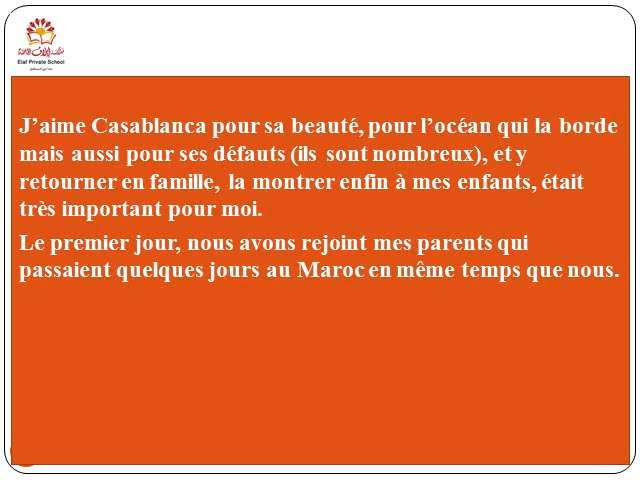 Elaf Private School
J’aime Casablanca pour sa beauté, pour l’océan qui la borde
mais aussi pour ses défauts (ils sont nombreux), et y
retourner en famille, la montrer enfin à mes enfants, était
très important pour moi.
Le premier jour, nous avons rejoint mes parents qui
passaient quelques jours au Maroc en même temps que nous.